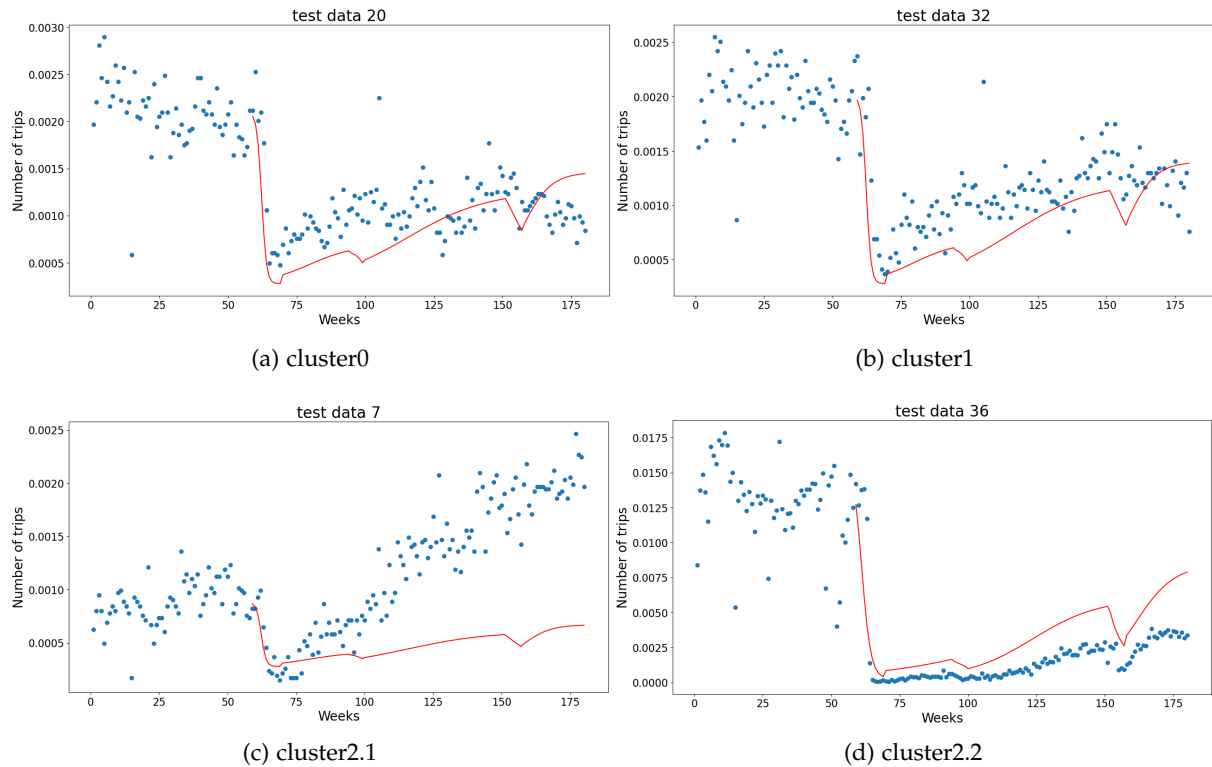 test data 20
Number of trips
0.0030
0.0025
0.0020
0.0015
0.0010
0.0005
0 25 50 75 100 125 150 175
Weeks
(a) cluster0
test data 32
Number of trips
0.0025
0.0020
0.0015
0.0010
0.0005
0 25 50 75 100 125 150 175
Weeks
(b) cluster1
test data 7
Number of trips
0.0025
0.0020
0.0015
0.0010
0.0005
0 25 50 75 100 125 150 175
Weeks
(c) cluster2.1
test data 36
Number of trips
0.0175
0.0150
0.0125
0.0100
0.0075
0.0050
0.0025
0.0000
0 25 50 75 100 125 150 175
Weeks
(d) cluster2.2